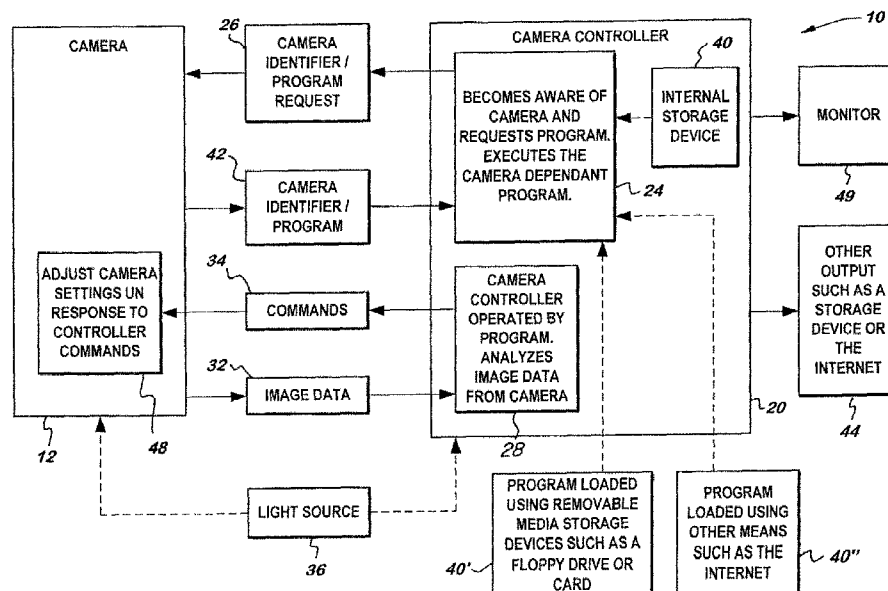 CAMERA
26
CAMERA
IDENTIFIER /
PROGRAM
REQUEST
CAMERA CONTROLLER
40
10
BECOMES AWARE OF
CAMERA AND
REQUESTS PROGRAM.
EXECUTES THE
CAMERA DEPENDANT
PROGRAM.
24
INTERNAL
STORAGE
DEVICE
MONITOR
49
42
CAMERA
IDENTIFIER /
PROGRAM
ADJUST CAMERA
SETTINGS UN
RESPONSE TO
CONTROLLER
COMMANDS
48
12
34
COMMANDS
32
IMAGE DATA
CAMERA
CONTROLLER
OPERATED BY
PROGRAM.
ANALYZES
IMAGE DATA
FROM CAMERA
28
20
OTHER
OUTPUT
SUCH AS A
STORAGE
DEVICE OR
THE
INTERNET
44
LIGHT SOURCE
36
PROGRAM LOADED
USING REMOVABLE
MEDIA STORAGE
DEVICES SUCH AS A
FLOPPY DRIVE OR
CARD
40'
PROGRAM
LOADED USING
OTHER MEANS
SUCH AS THE
INTERNET
40"